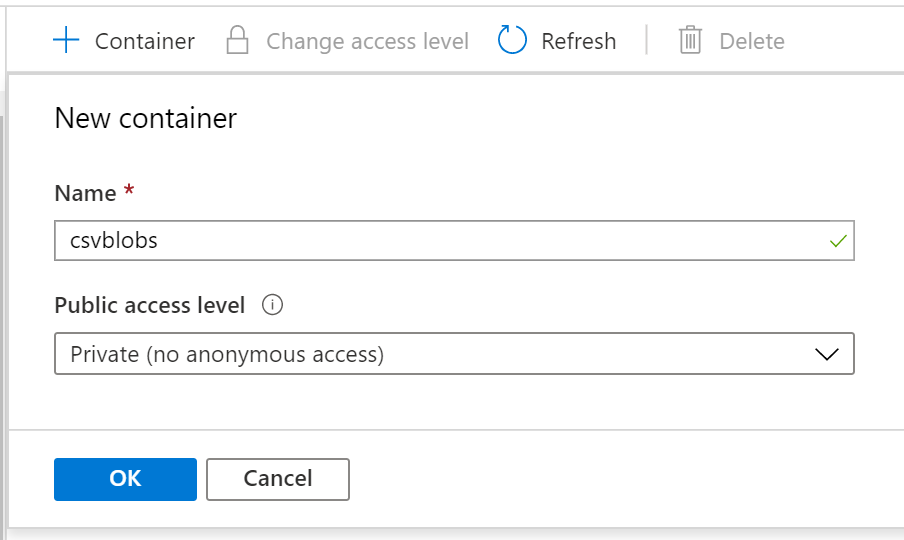 Container Change access level Refresh Delete
New container
Name *
csvblobs
Public access level
Private (no anonymous access)
OK Cancel